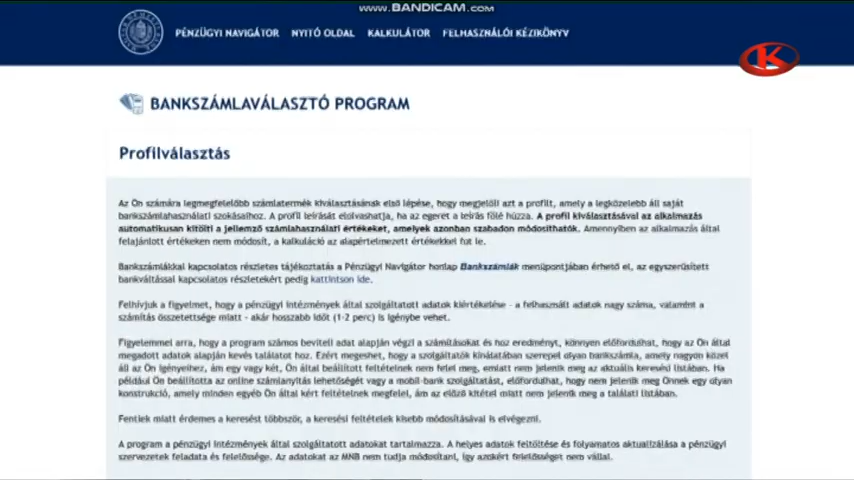 www.BANDICAM.com
PÉNZÜGYI NAVIGÁTOR NYITÓ OLDAL KALKULÁTOR FELHASZNÁLÓI KÉZIKÖNYV
K
BANKSZÁMLAVÁLASZTÓ PROGRAM
Profilválasztás
Az Ön számára legmegfelelőbb számlatermék kiválasztásának első lépése, hogy megjelöli azt a profilt, amely a legközelebb áll saját
bankszámlahasználati szokásaihoz. A profil leírását elolvashatja, ha az egeret a leírás fölé húzza. A profil kiválasztásával az alkalmazás
automatikusan kitölti a jellemző számlahasználati értékeket, amelyek azonban szabadon módosíthatók. Amennyiben az alkalmazás által
felajánlott értékeken nem módosít, a kalkuláció az alapértelmezett értékekkel fut le.
Bankszámlákkal kapcsolatos részletes tájékoztatás a Pénzügyi Navigátor honlap Bankszámlák menüpontjában érhető el, az egyszerűsített
bankváltással kapcsolatos részletekért pedig kattintson ide.
Felhívjuk a figyelmet, hogy a pénzügyi intézmények által szolgáltatott adatok kiértékelése - a felhasznált adatok nagy száma, valamint a
számítás összetettsége miatt - akár hosszabb időt (1-2 perc) is igénybe vehet.
Figyelemmel arra, hogy a program számos beviteli adat alapján végzi a számításokat és hoz eredményt, könnyen előfordulhat, hogy az Ön által
megadott adatok alapján kevés találatot hoz. Ezért megeshet, hogy a szolgáltatók kínálatában szerepel olyan bankszámla, amely nagyon közel
áll az Ön igényeihez, ám egy vagy két, Ön által beállított feltételnek nem felel meg, emiatt nem jelenik meg az aktuális keresési listában. Ha
például Ön beállította az online számlanyitás lehetőségét vagy a mobil-bank szolgáltatást, előfordulhat, hogy nem jelenik meg Önnek egy olyan
konstrukció, amely minden egyéb Ön által kért feltételnek megfelel, ám az előző kitétel miatt nem jelenik meg a találati listában.
Fentiek miatt érdemes a keresést többször, a keresési feltételek kisebb módosításával is elvégezni.
A program a pénzügyi intézmények által szolgáltatott adatokat tartalmazza. A helyes adatok feltöltése és folyamatos aktualizálása a pénzügyi
szervezetek feladata és felelőssége. Az adatokat az MNB nem tudja módosítani, így azokért felelősséget nem vállal.